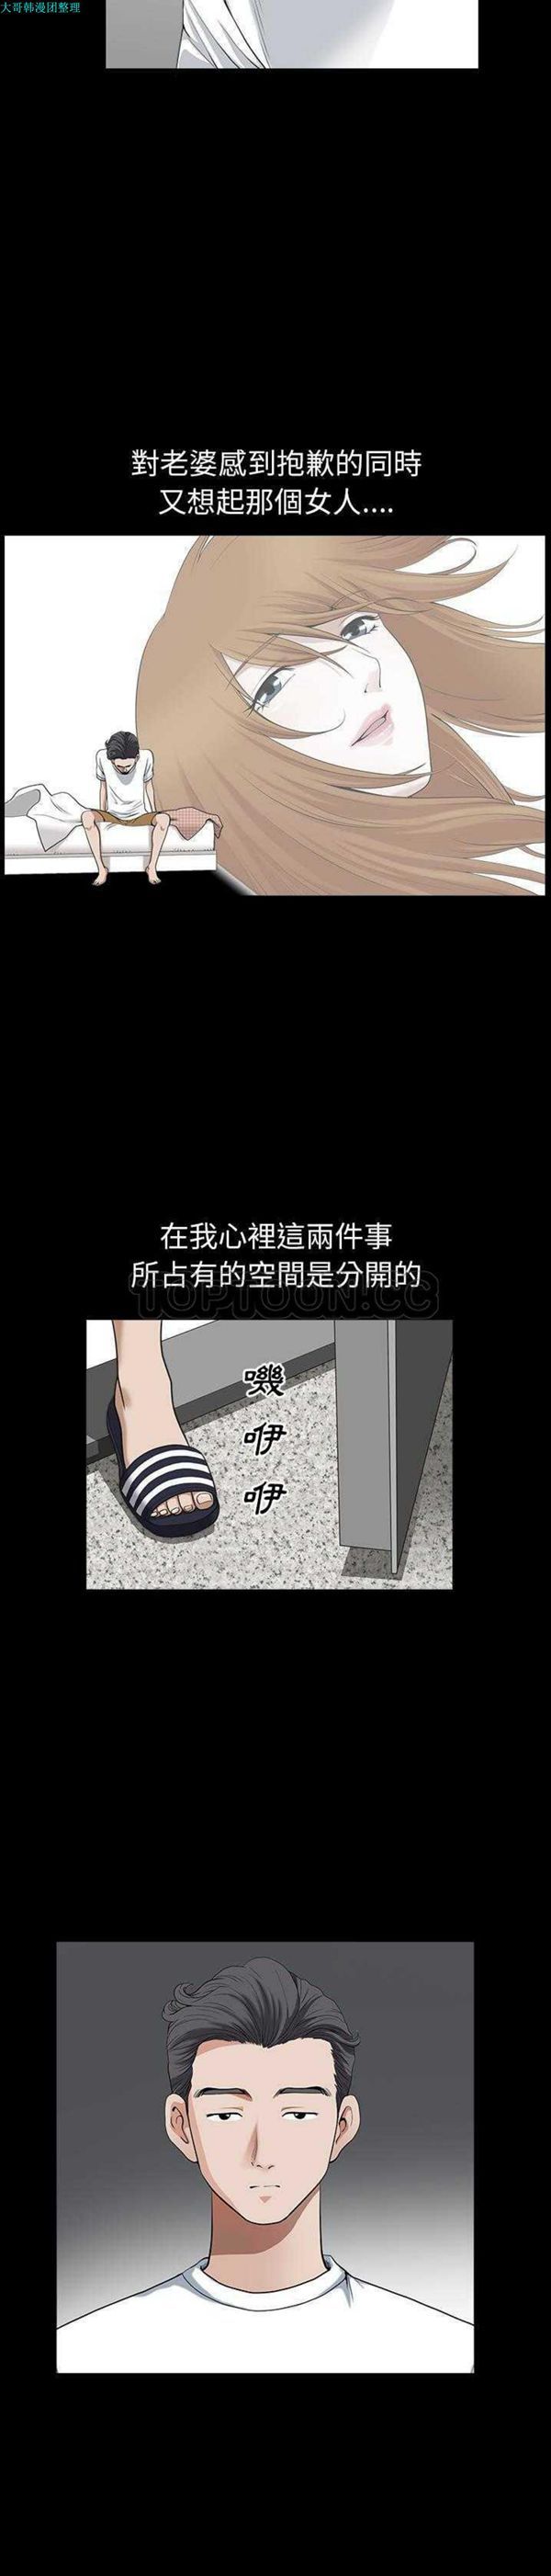 大哥韩漫团整理
對老婆感到抱歉的同時
又想起那個女人....
在我心裡這兩件事
所占有的空間是分開的
TOPTOON.CC
嘰
咿
咿